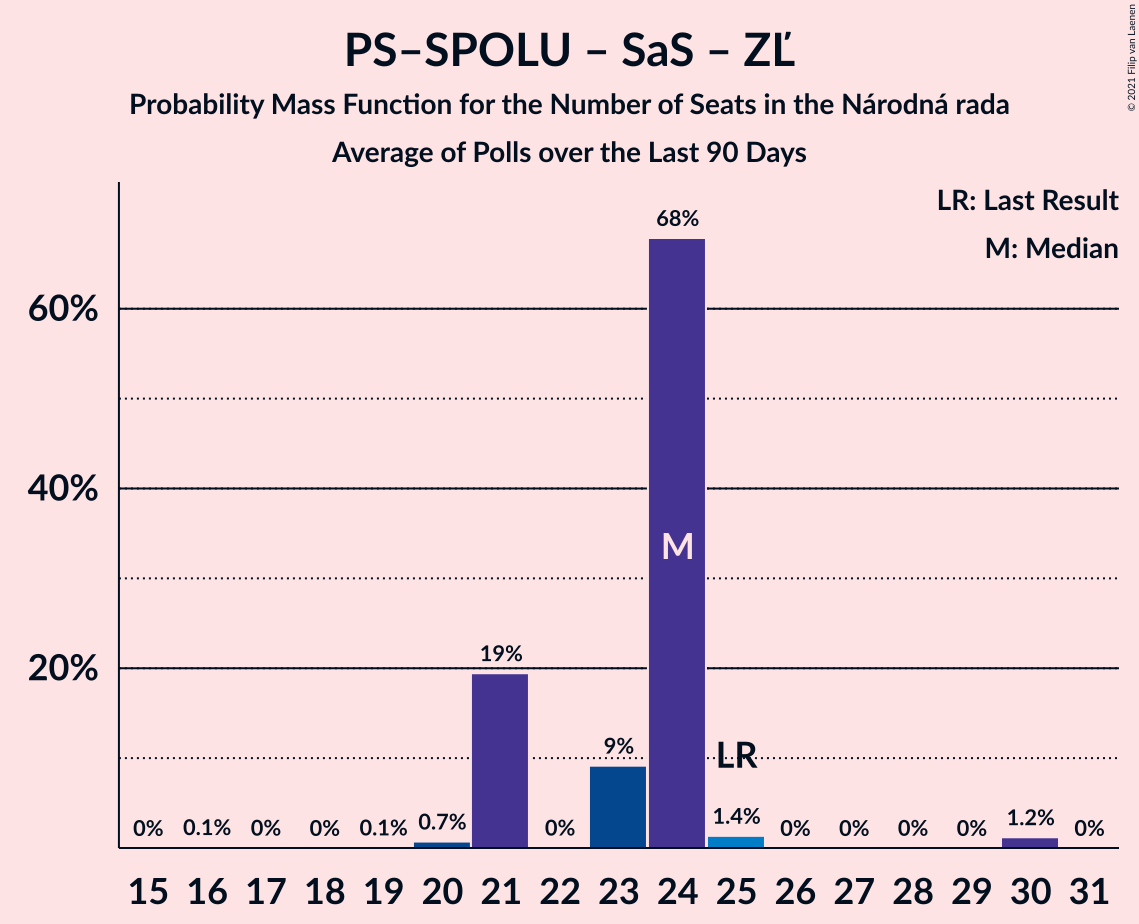 PS–SPOLU – SaS – ZĽ
Probability Mass Function for the Number of Seats in the Národná rada
Average of Polls over the Last 90 Days
© 2021 Filip van Laenen
LR: Last Result
M: Median
60%
40%
20%
0% 0.1% 0% 0% 0.1% 0.7% 19% 0% 9% 68% 1.4% 0% 0% 0% 0% 1.2% 0%
M
LR
15 16 17 18 19 20 21 22 23 24 25 26 27 28 29 30 31